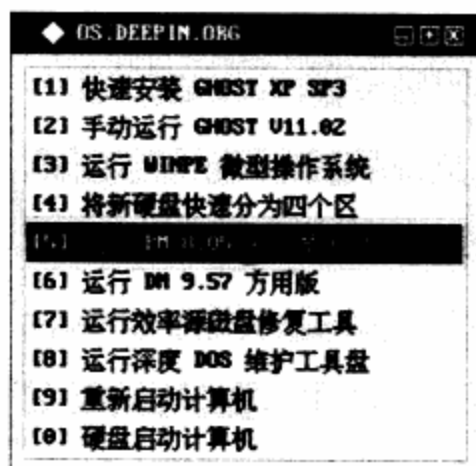 OS.DEEPIN.ORG
[1] 快速安装 GHOST XP SP3
[2] 手动运行 GHOST V11.02
[3] 运行 WINPE 微型操作系统
[4] 将新硬盘快速分为四个区
[5] PM 8.05
[6] 运行 DM 9.57 万用版
[7] 运行效率源磁盘修复工具
[8] 运行深度 DOS 维护工具盘
[9] 重新启动计算机
[0] 硬盘启动计算机